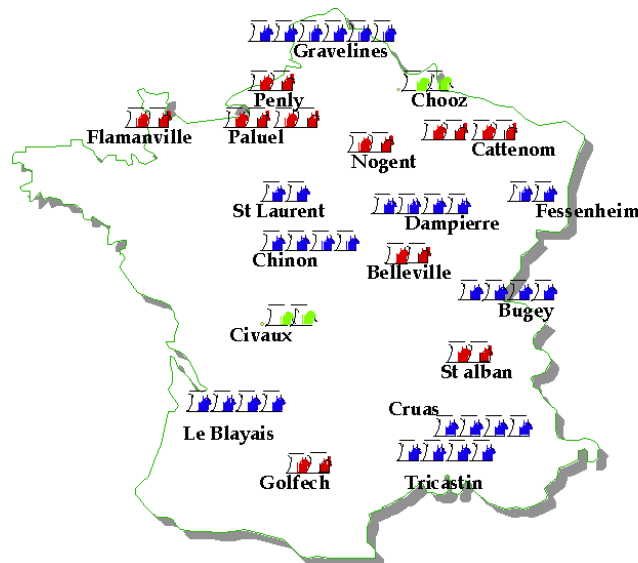 Gravelines
Penly
Chooz
Flamanville
Paluel
Nogent
Cattenom
St Laurent
Dampierre
Fessenheim
Chinon
Belleville
Bugey
Civaux
St alban
Cruas
Le Blayais
Golfech
Tricastin